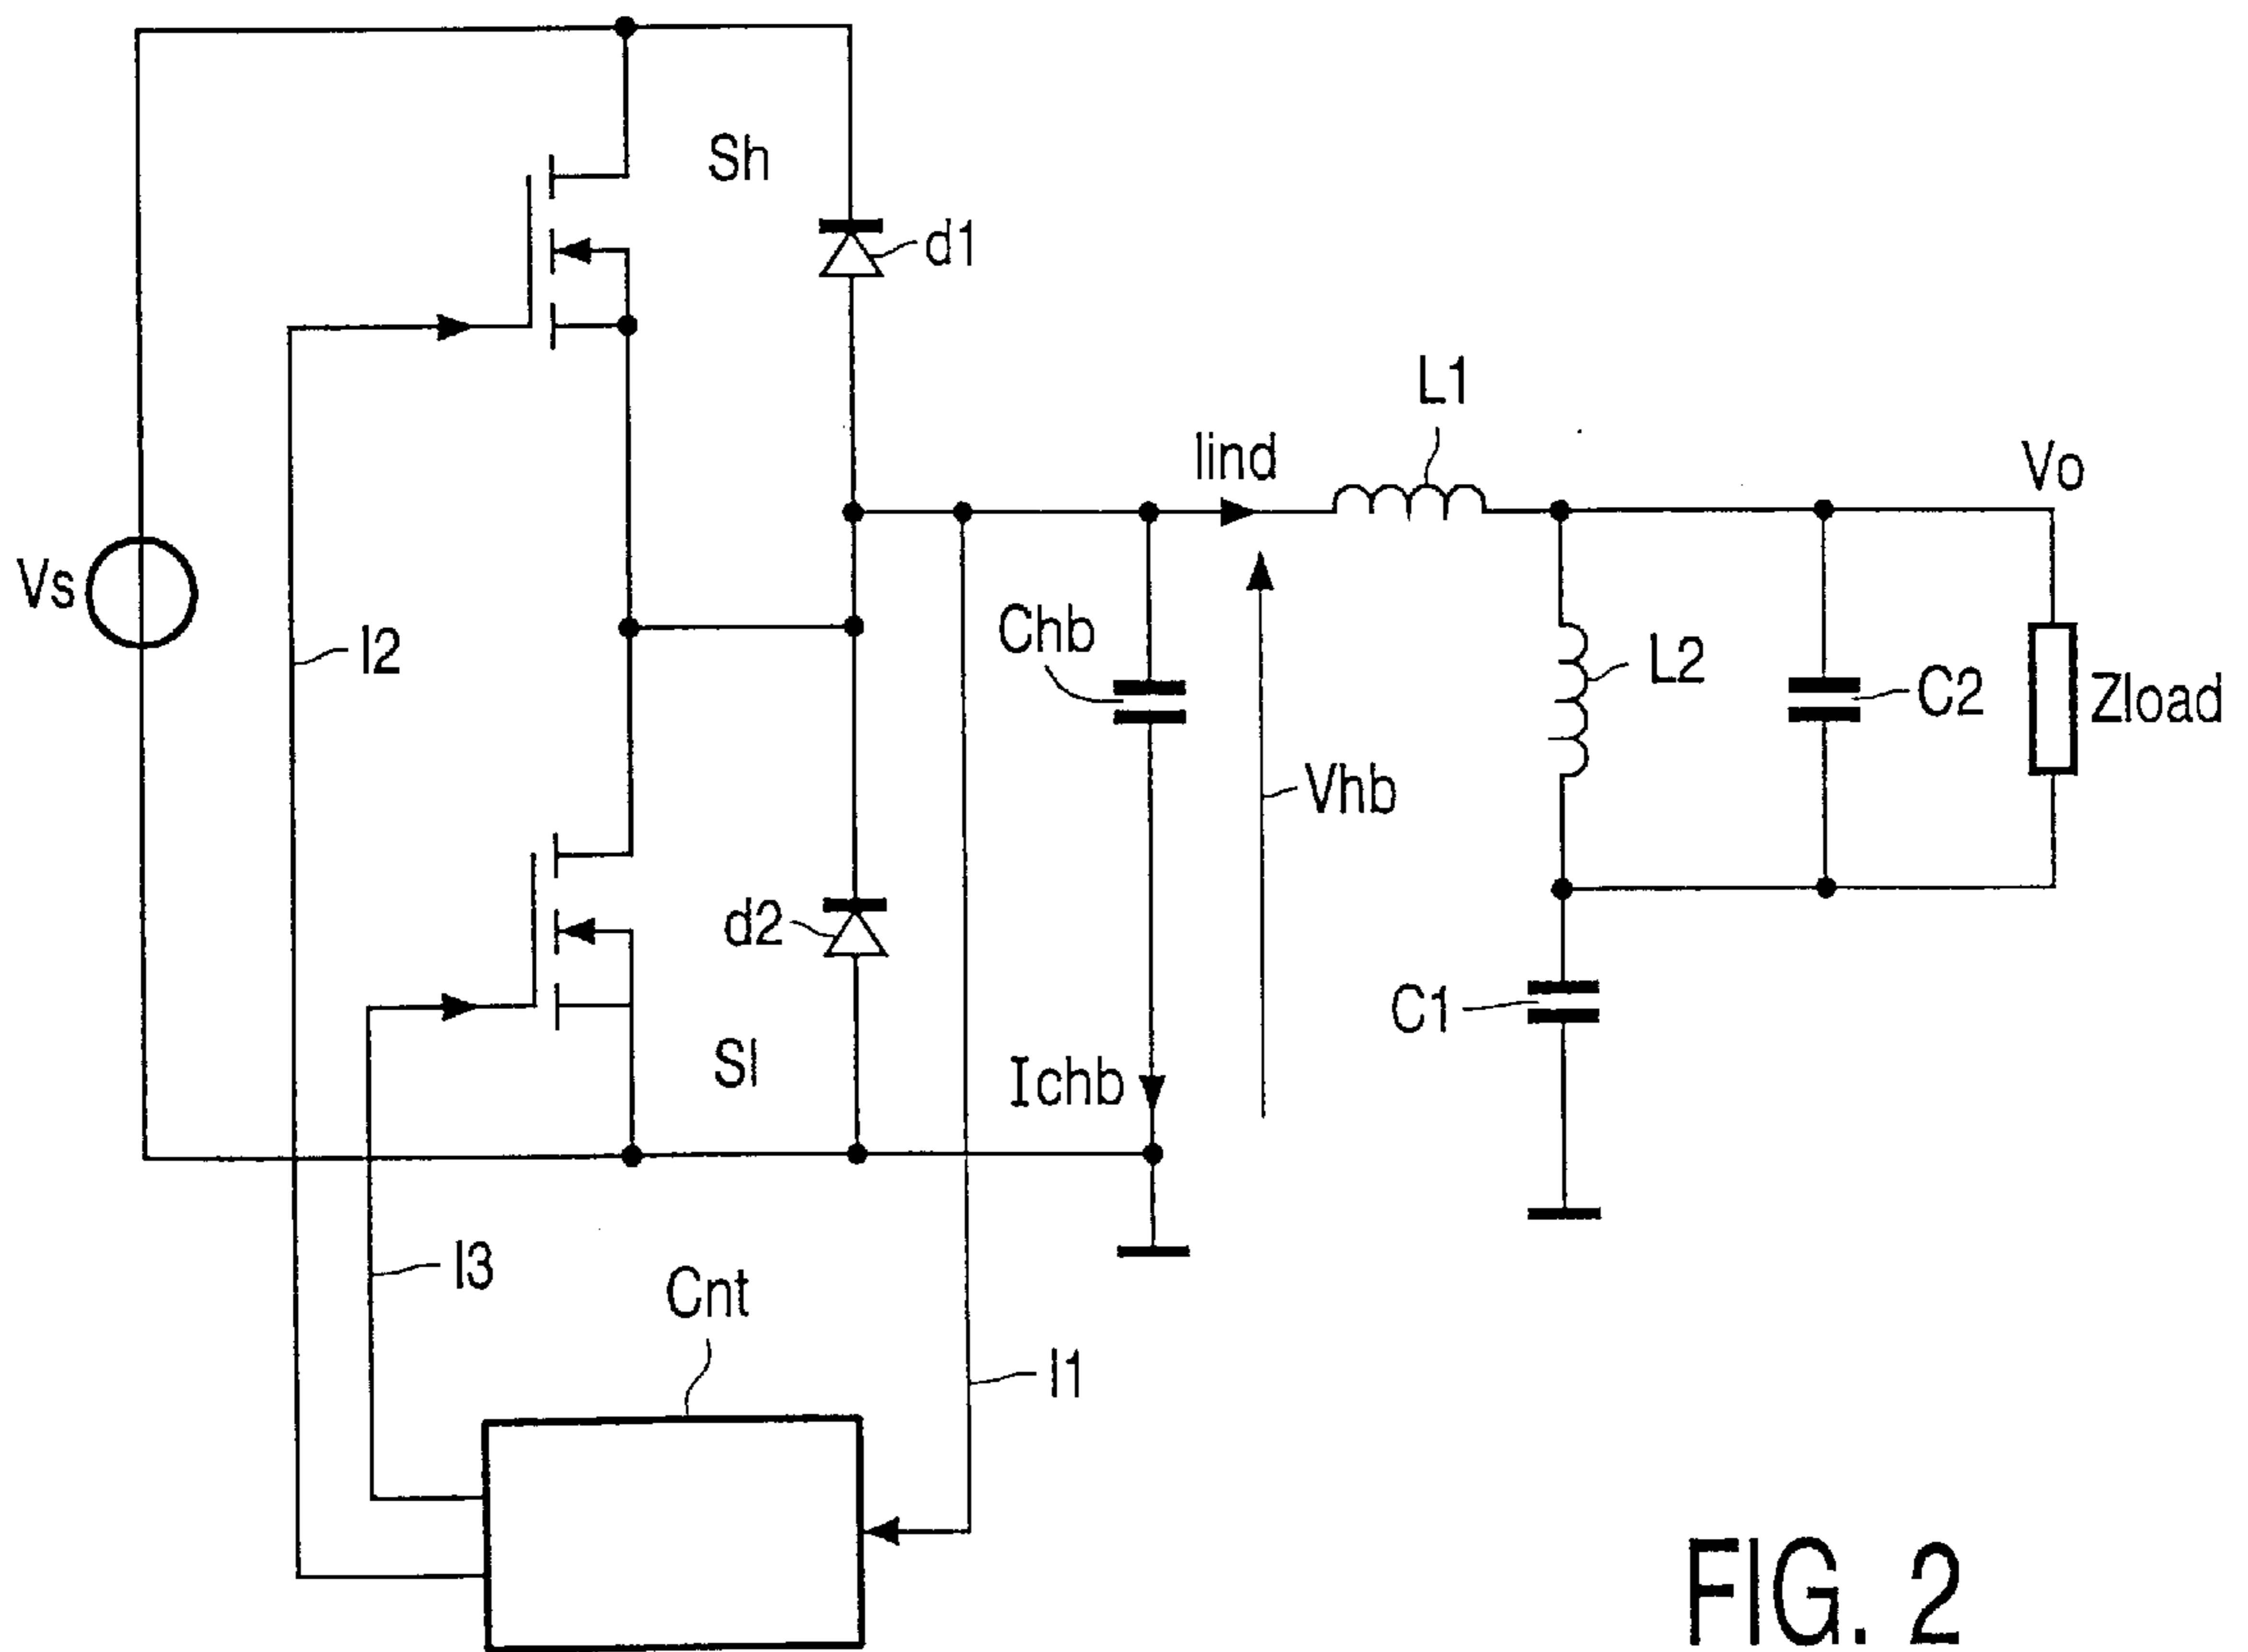 Sh
d1
L1
Iind
Vo
Vs
I2
Chb
L2
C2
Zload
Vhb
d2
C1
Sl
Ichb
I3
Cnt
I1
FIG. 2